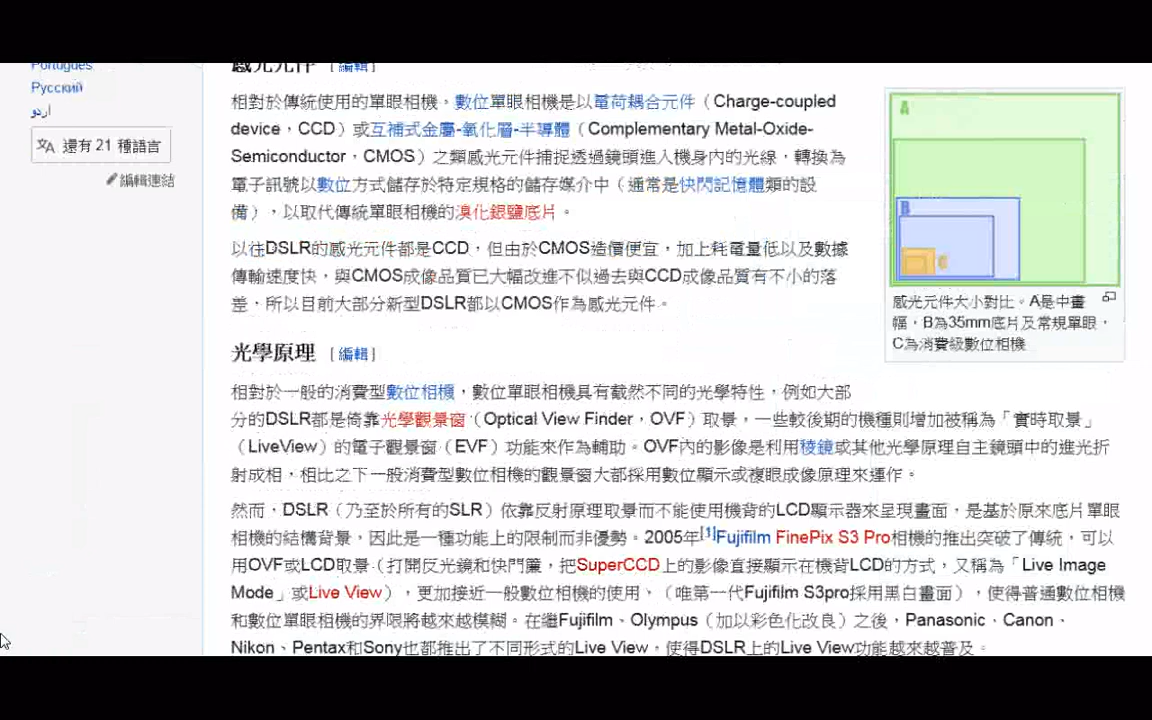 Português
Русский
اردو
還有 21 種語言
編輯連結
感光元件 [編輯]
相對於傳統使用的單眼相機，數位單眼相機是以電荷耦合元件（Charge-coupled
device，CCD）或互補式金屬-氧化層-半導體（Complementary Metal-Oxide-
Semiconductor，CMOS）之類感光元件捕捉透過鏡頭進入機身內的光線，轉換為
電子訊號以數位方式儲存於特定規格的儲存媒介中（通常是快閃記憶體類的設
備），以取代傳統單眼相機的溴化銀鹽底片。
以往DSLR的感光元件都是CCD，但由於CMOS造價便宜，加上耗電量低以及數據
傳輸速度快，與CMOS成像品質已大幅改進不似過去與CCD成像品質有不小的落
差，所以目前大部分新型DSLR都以CMOS作為感光元件。
A
B
C
感光元件大小對比。A是中畫
幅，B為35mm底片及常規單眼，
C為消費級數位相機
光學原理 [編輯]
相對於一般的消費型數位相機，數位單眼相機具有截然不同的光學特性，例如大部
分的DSLR都是倚靠光學觀景窗（Optical View Finder，OVF）取景，一些較後期的機種則增加被稱為「實時取景」
（LiveView）的電子觀景窗（EVF）功能來作為輔助。OVF內的影像是利用稜鏡或其他光學原理自主鏡頭中的進光折
射成相，相比之下一般消費型數位相機的觀景窗大都採用數位顯示或複眼成像原理來運作。
然而，DSLR（乃至於所有的SLR）依靠反射原理取景而不能使用機背的LCD顯示器來呈現畫面，是基於原來底片單眼
相機的結構背景，因此是一種功能上的限制而非優勢。2005年[1]Fujifilm FinePix S3 Pro相機的推出突破了傳統，可以
用OVF或LCD取景（打開反光鏡和快門簾，把SuperCCD上的影像直接顯示在機背LCD的方式，又稱為「Live Image
Mode」或Live View），更加接近一般數位相機的使用、（唯第一代Fujifilm S3pro採用黑白畫面），使得普通數位相機
和數位單眼相機的界限將越來越模糊。在繼Fujifilm、Olympus（加以彩色化改良）之後，Panasonic、Canon、
Nikon、Pentax和Sony也都推出了不同形式的Live View，使得DSLR上的Live View功能越來越普及。